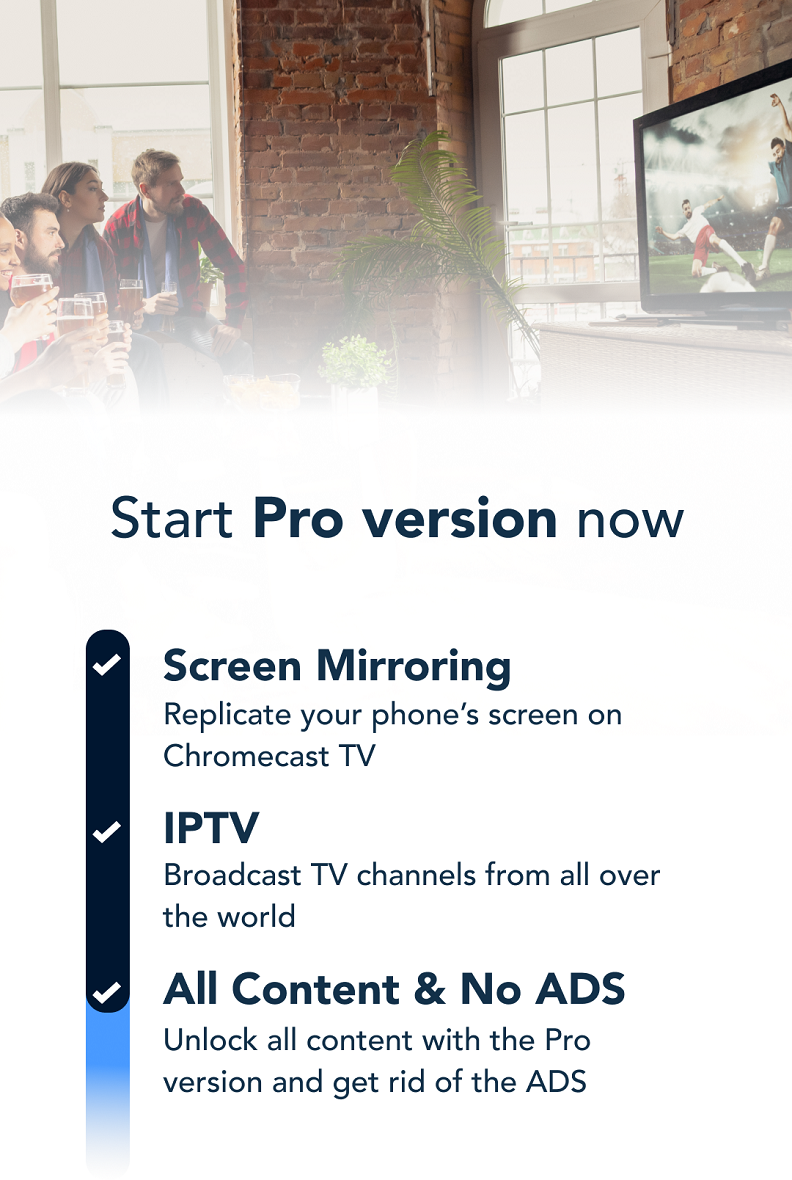 Start Pro version now
Screen Mirroring
Replicate your phone’s screen on
Chromecast TV
IPTV
Broadcast TV channels from all over
the world
All Content & No ADS
Unlock all content with the Pro
version and get rid of the ADS